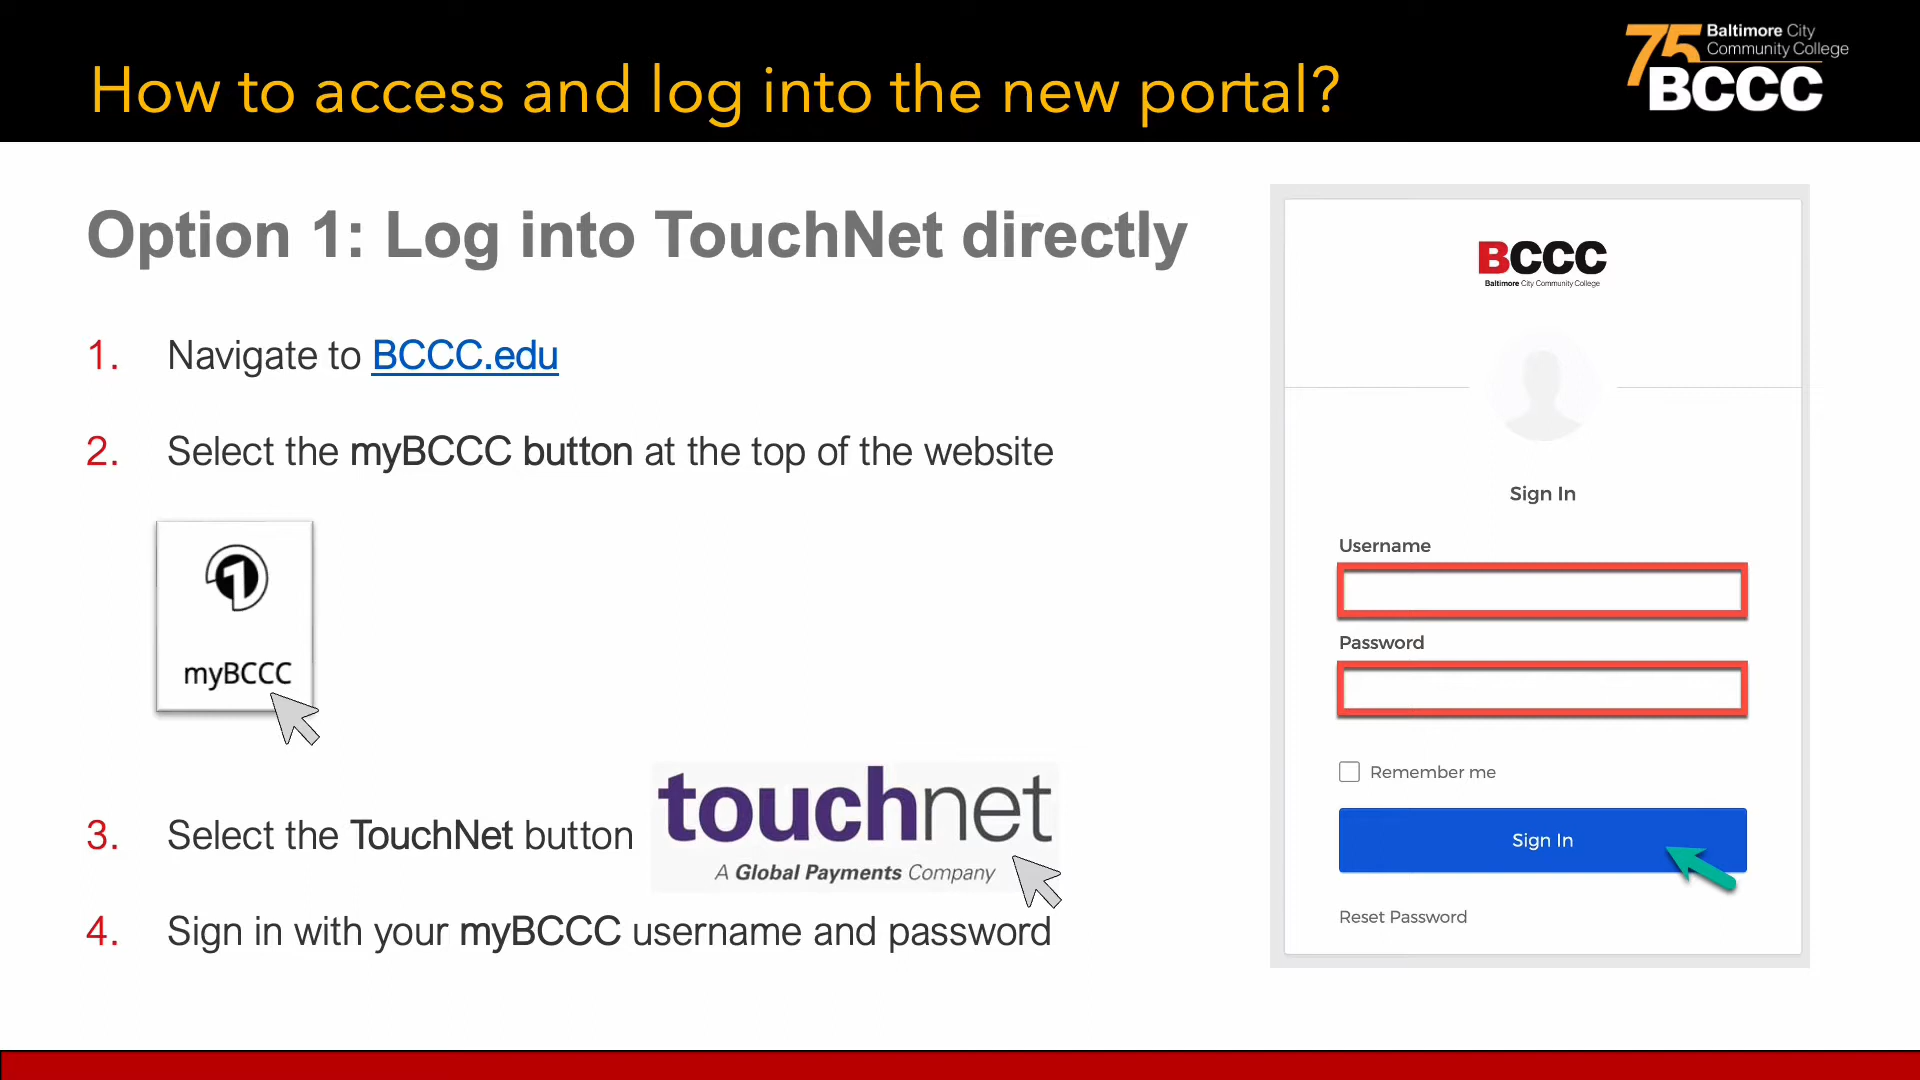 How to access and log into the new portal?
75 Baltimore City
Community College
BCCC
Option 1: Log into TouchNet directly
1. Navigate to BCCC.edu
2. Select the myBCCC button at the top of the website
1
myBCCC
3. Select the TouchNet button
touchnet
A Global Payments Company
4. Sign in with your myBCCC username and password
BCCC
Baltimore City Community College
Sign In
Username
Password
Remember me
Sign In
Reset Password